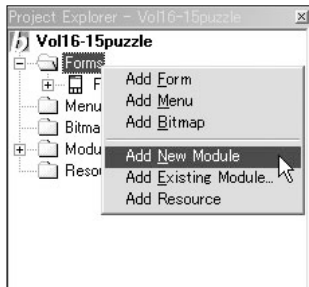 Project Explorer - Vol16-15puzzle
Vol16-15puzzle
Forms
F
Add Form
Menu
Add Menu
Bitma
Add Bitmap
Modu
Add New Module
Reso
Add Existing Module...
Add Resource